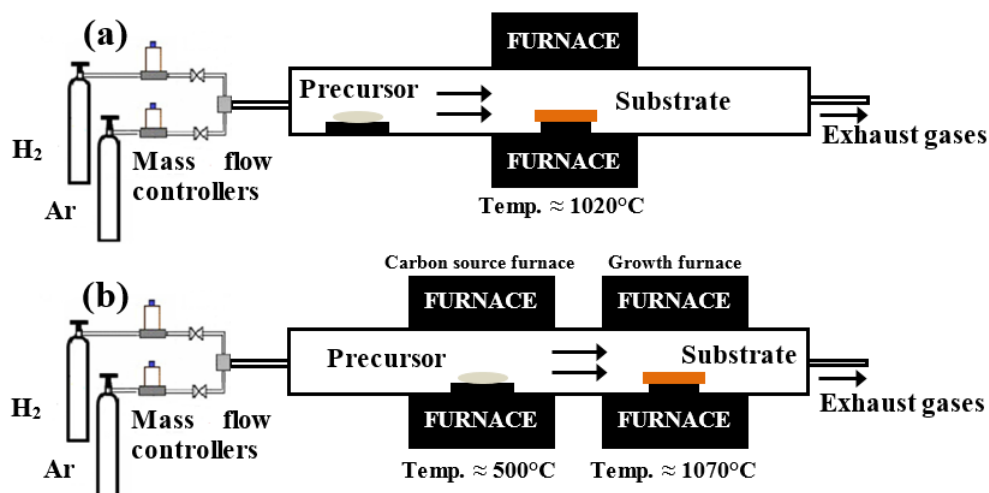 (a)
FURNACE
Precursor
Substrate
H₂
Mass flow
controllers
Ar
FURNACE
Exhaust gases
Temp. ≈ 1020°C
Carbon source furnace
Growth furnace
(b)
FURNACE
FURNACE
Precursor
Substrate
H₂
Mass flow
controllers
Ar
FURNACE
FURNACE
Exhaust gases
Temp. ≈ 500°C
Temp. ≈ 1070°C